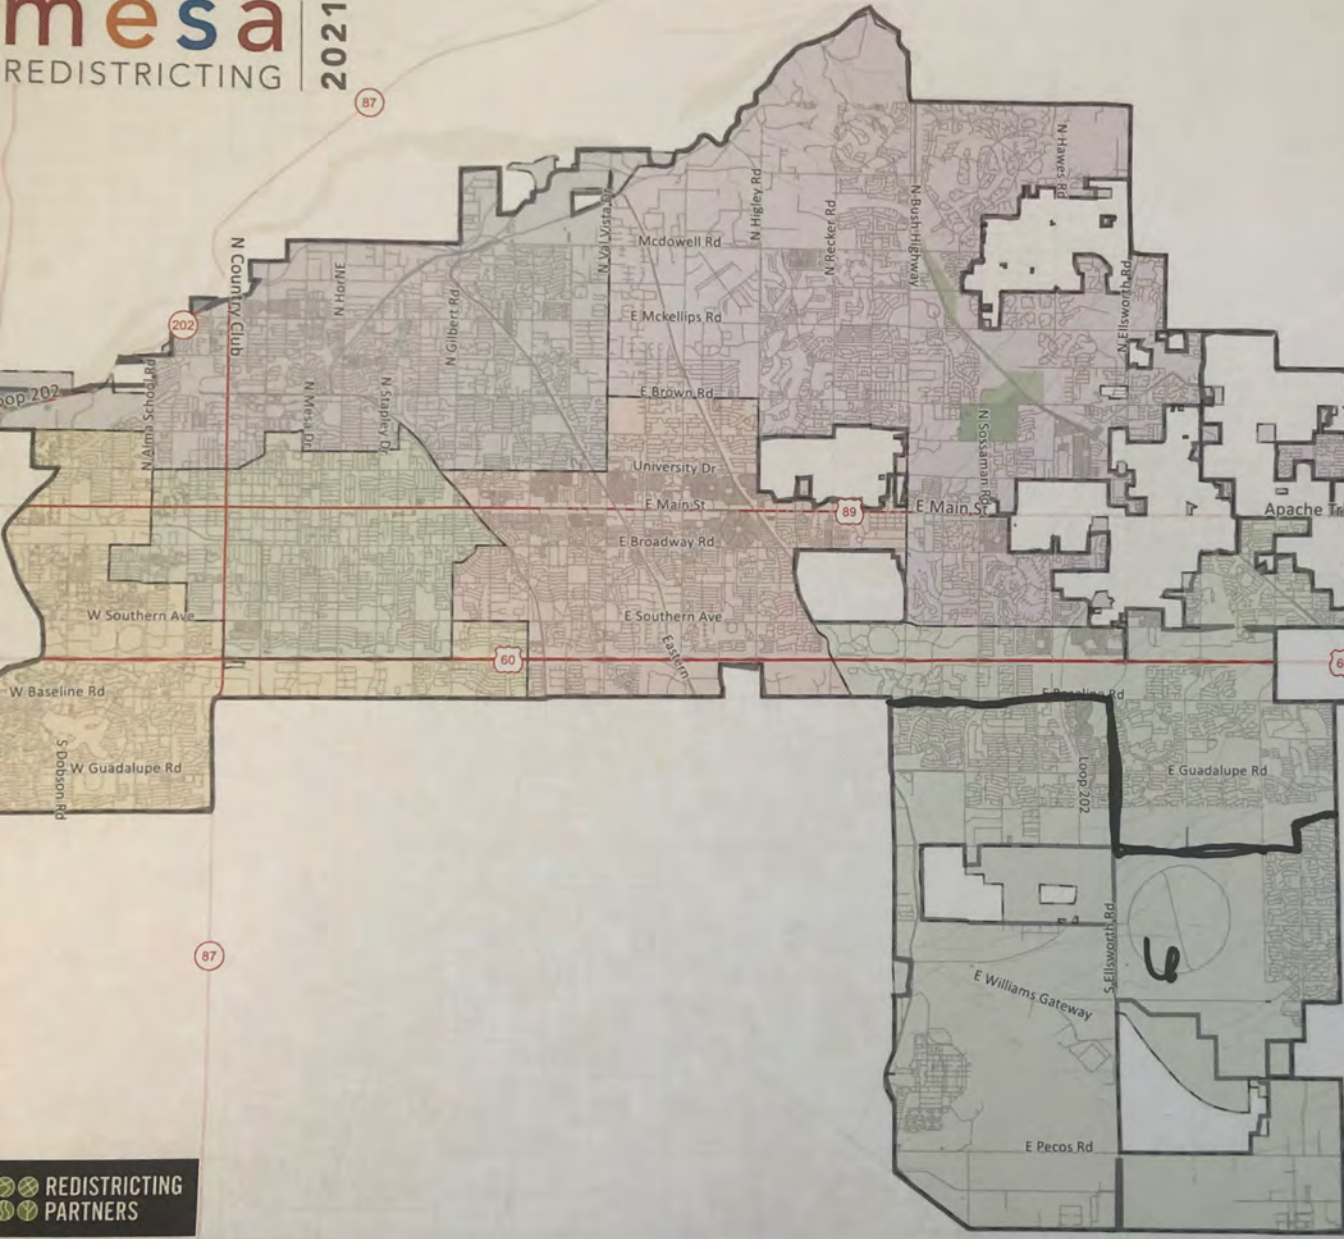 mesa
REDISTRICTING
2021
87
N Hawes Rd
N Higley Rd
N Val Vista Dr
N Recker Rd
N Bush Highway
Mcdowell Rd
N County Club
N HorNE
N Gilbert Rd
E Mckellips Rd
N Ellsworth Rd
202
Loop 202
N Alma School Rd
N Mesa Dr
N Stapley Dr
E Brown Rd
N Sossaman Rd
University Dr
E Main St
89
E Main St
Apache Tr
E Broadway Rd
W Southern Ave
E Southern Ave
Eastern
60
W Baseline Rd
E Baseline Rd
S Dobson Rd
W Guadalupe Rd
Loop 202
E Guadalupe Rd
87
S Ellsworth Rd
6
E Williams Gateway
E Pecos Rd
REDISTRICTING
PARTNERS